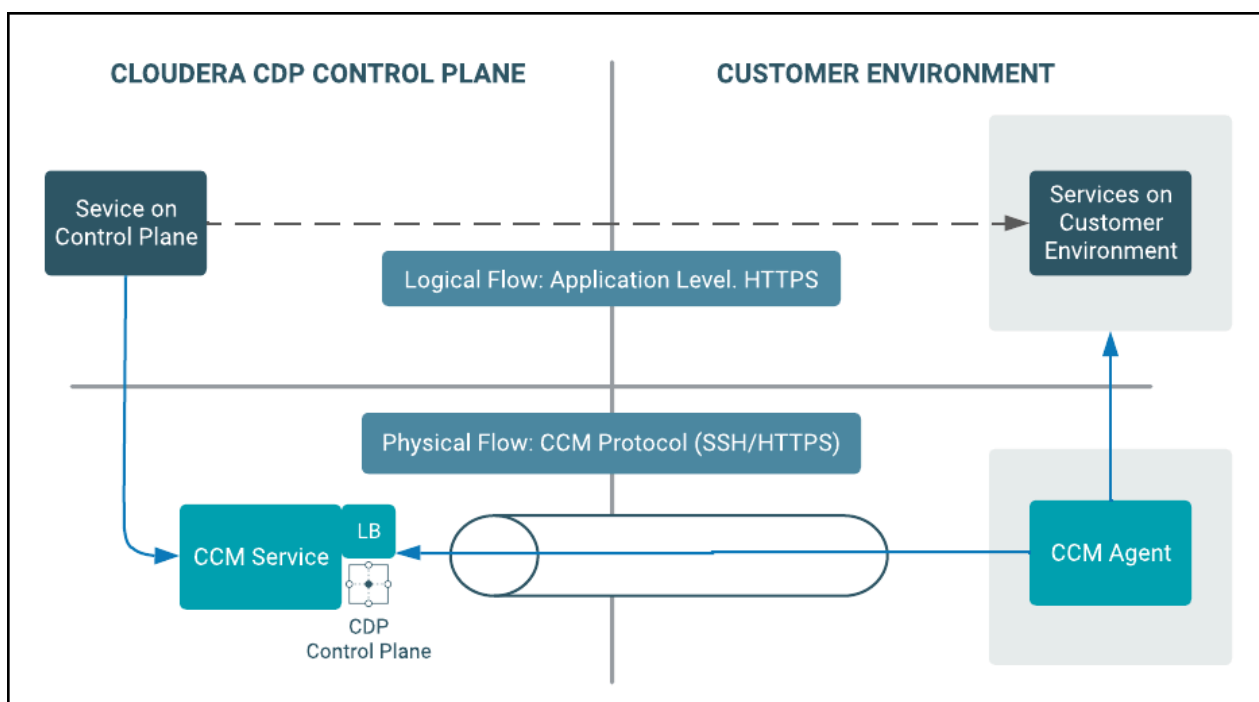 CLOUDERA CDP CONTROL PLANE
CUSTOMER ENVIRONMENT
Sevice on
Control Plane
Services on
Customer
Environment
Logical Flow: Application Level. HTTPS
Physical Flow: CCM Protocol (SSH/HTTPS)
CCM Service
LB
CDP
Control Plane
CCM Agent